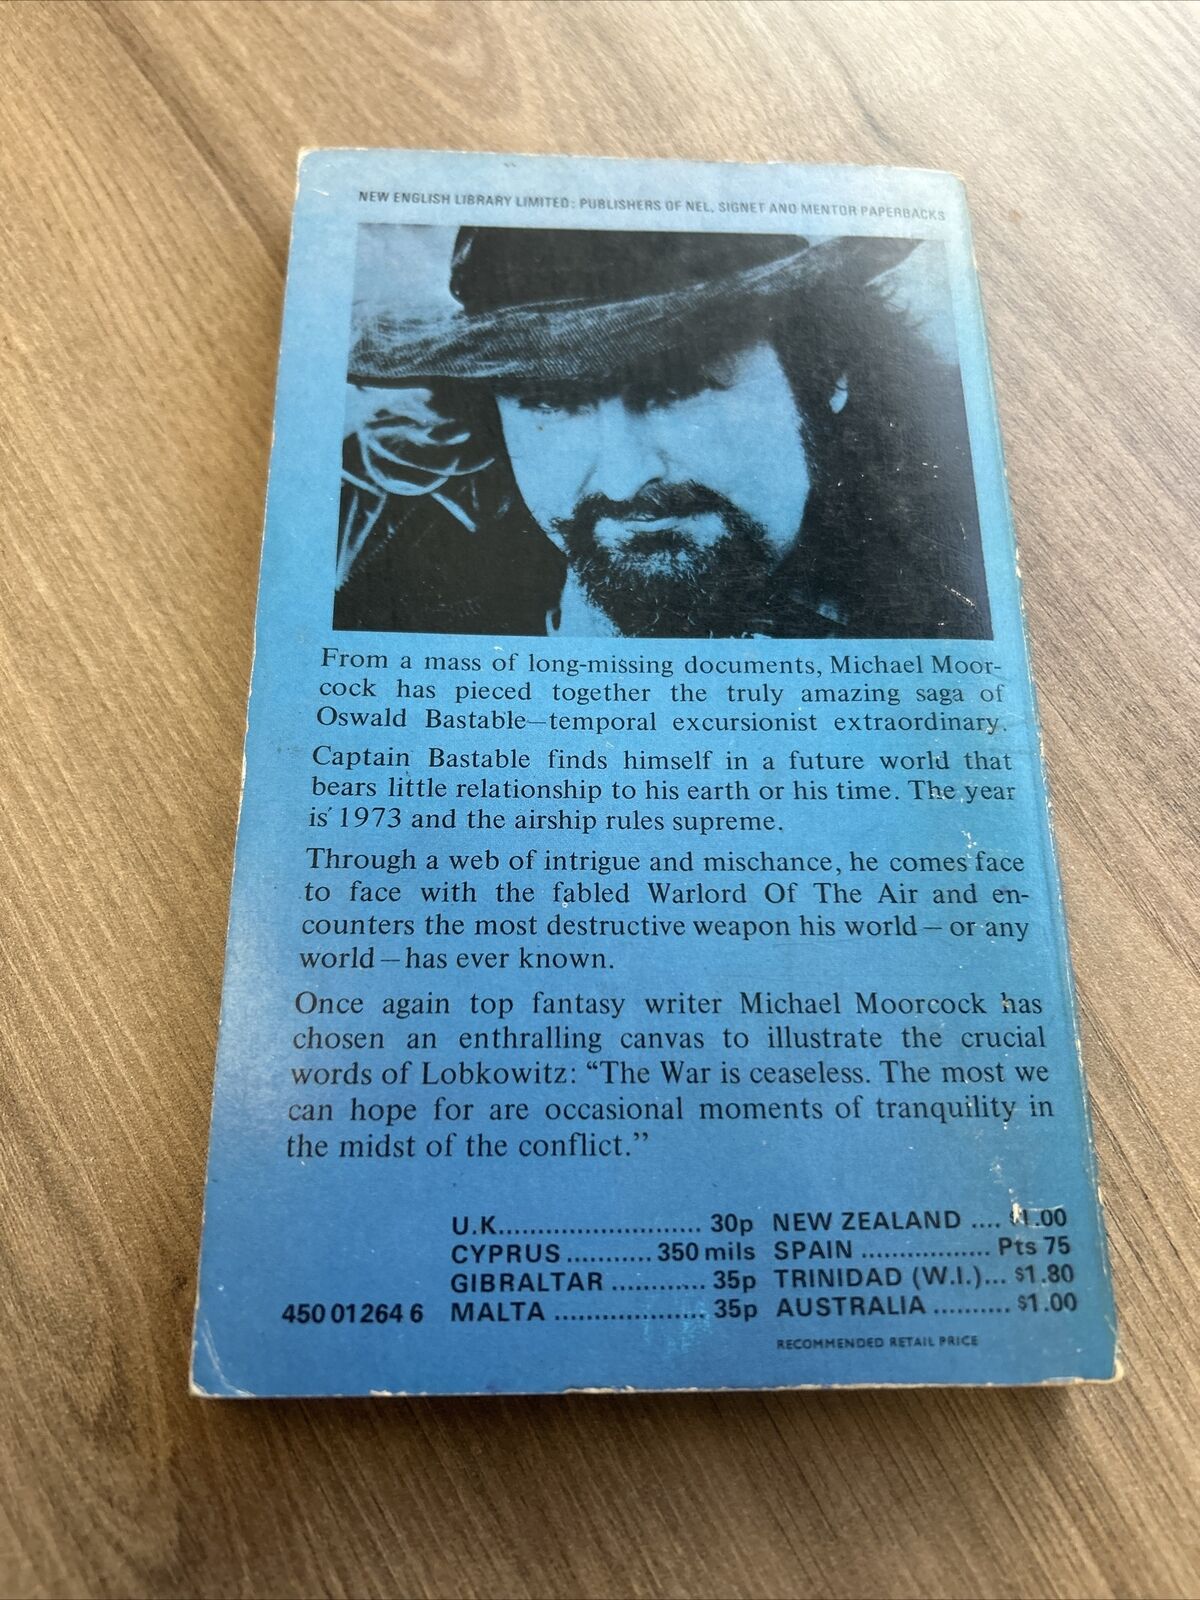 NEW ENGLISH LIBRARY LIMITED: PUBLISHERS OF NEL, SIGNET AND MENTOR PAPERBACKS
From a mass of long-missing documents, Michael Moor-
cock has pieced together the truly amazing saga of
Oswald Bastable—temporal excursionist extraordinary.
Captain Bastable finds himself in a future world that
bears little relationship to his earth or his time. The year
is 1973 and the airship rules supreme.
Through a web of intrigue and mischance, he comes face
to face with the fabled Warlord Of The Air and en-
counters the most destructive weapon his world—or any
world—has ever known.
Once again top fantasy writer Michael Moorcock has
chosen an enthralling canvas to illustrate the crucial
words of Lobkowitz: “The War is ceaseless. The most we
can hope for are occasional moments of tranquility in
the midst of the conflict.”
U.K.......................... 30p NEW ZEALAND .... $1.00
CYPRUS ........... 350 mils SPAIN ................. Pts 75
GIBRALTAR ............ 35p TRINIDAD (W.I.)... $1.80
450 01264 6 MALTA .................... 35p AUSTRALIA .......... $1.00
RECOMMENDED RETAIL PRICE